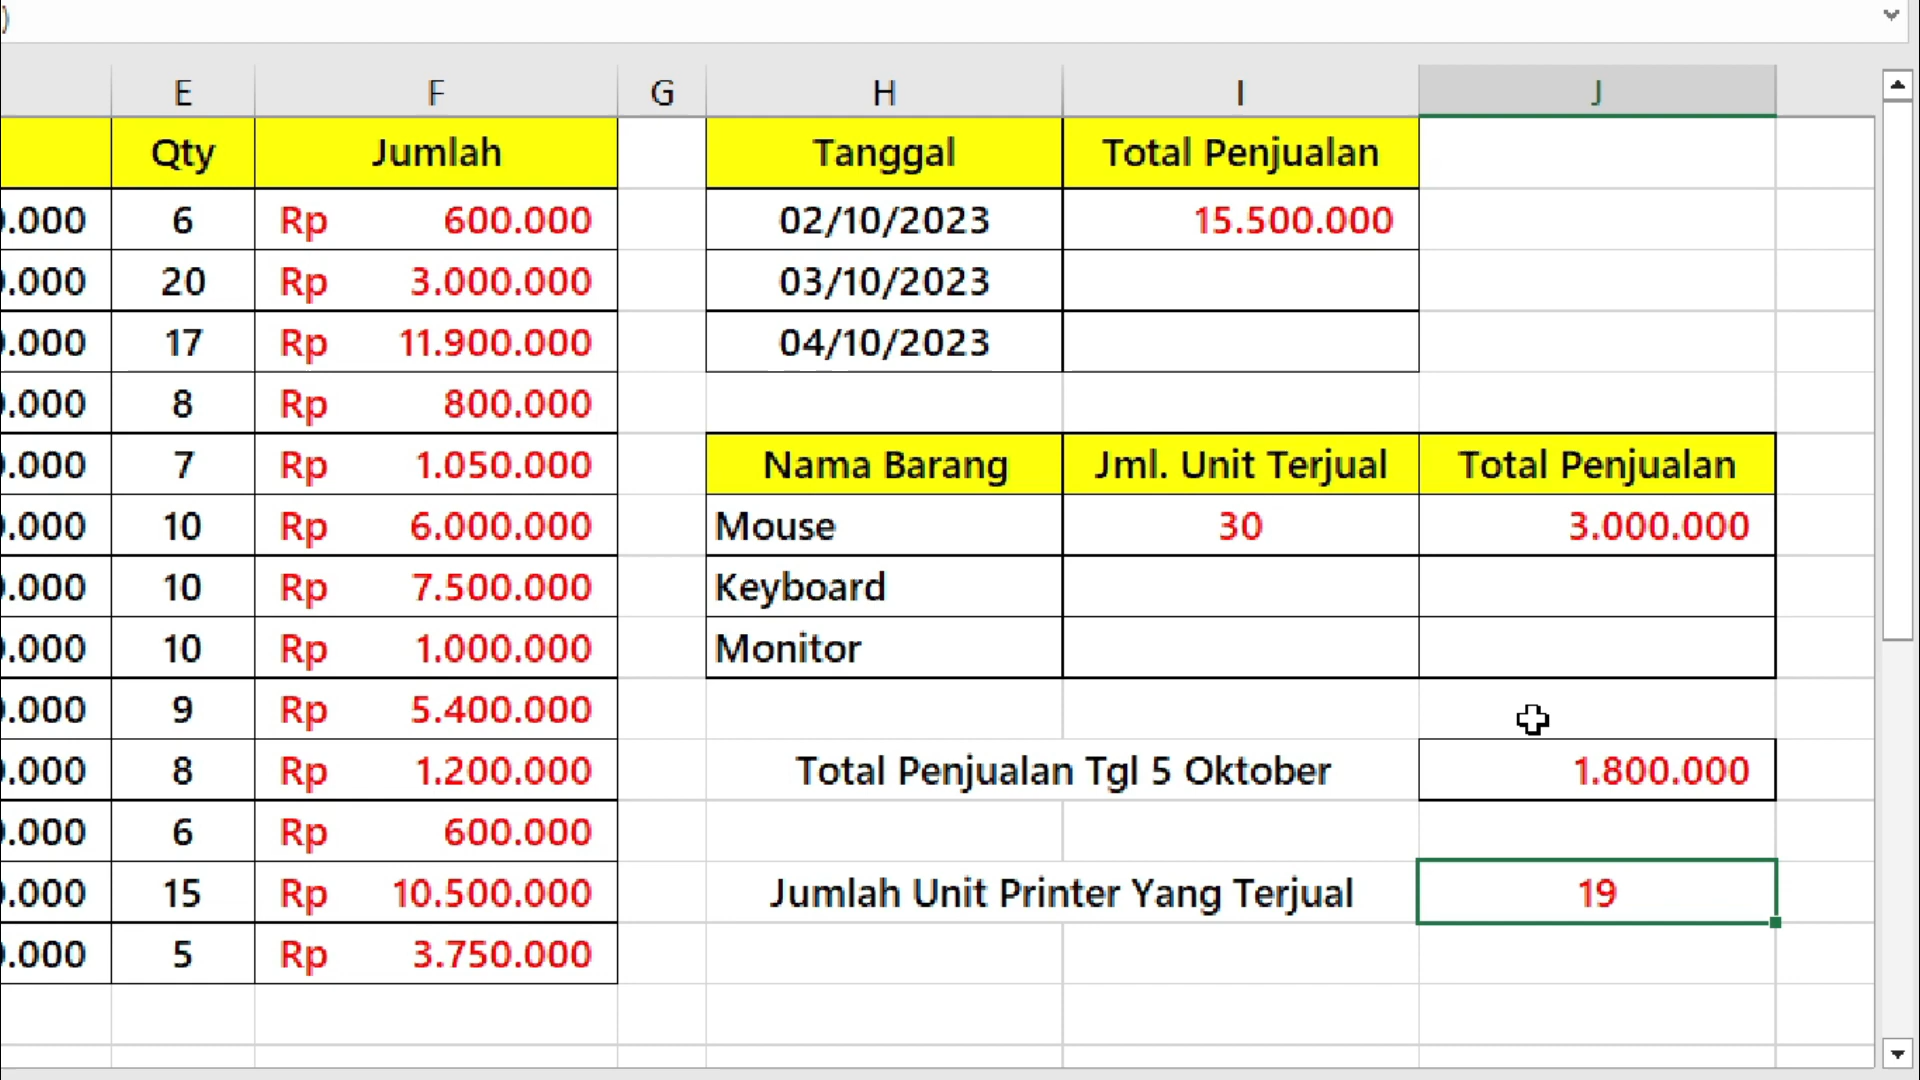 )
E F G H I J
Qty Jumlah Tanggal Total Penjualan
.000 6 Rp 600.000 02/10/2023 15.500.000
.000 20 Rp 3.000.000 03/10/2023
.000 17 Rp 11.900.000 04/10/2023
.000 8 Rp 800.000
.000 7 Rp 1.050.000 Nama Barang Jml. Unit Terjual Total Penjualan
.000 10 Rp 6.000.000 Mouse 30 3.000.000
.000 10 Rp 7.500.000 Keyboard
.000 10 Rp 1.000.000 Monitor
.000 9 Rp 5.400.000
.000 8 Rp 1.200.000 Total Penjualan Tgl 5 Oktober 1.800.000
.000 6 Rp 600.000
.000 15 Rp 10.500.000 Jumlah Unit Printer Yang Terjual 19
.000 5 Rp 3.750.000